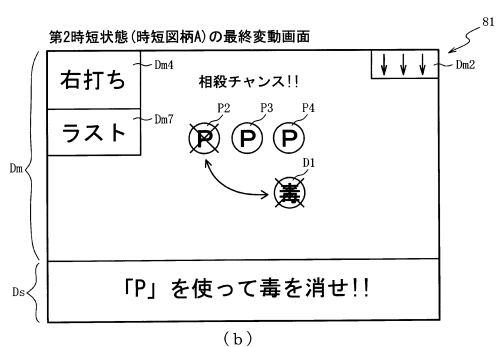 第2時短状態(時短図柄A)の最終変動画面
81
右打ち
Dm4
相殺チャンス!!
Dm2
ラスト
Dm7
P2
P3
P4
P P P
D1
毒
Dm
Ds
「P」を使って毒を消せ!!
(b)